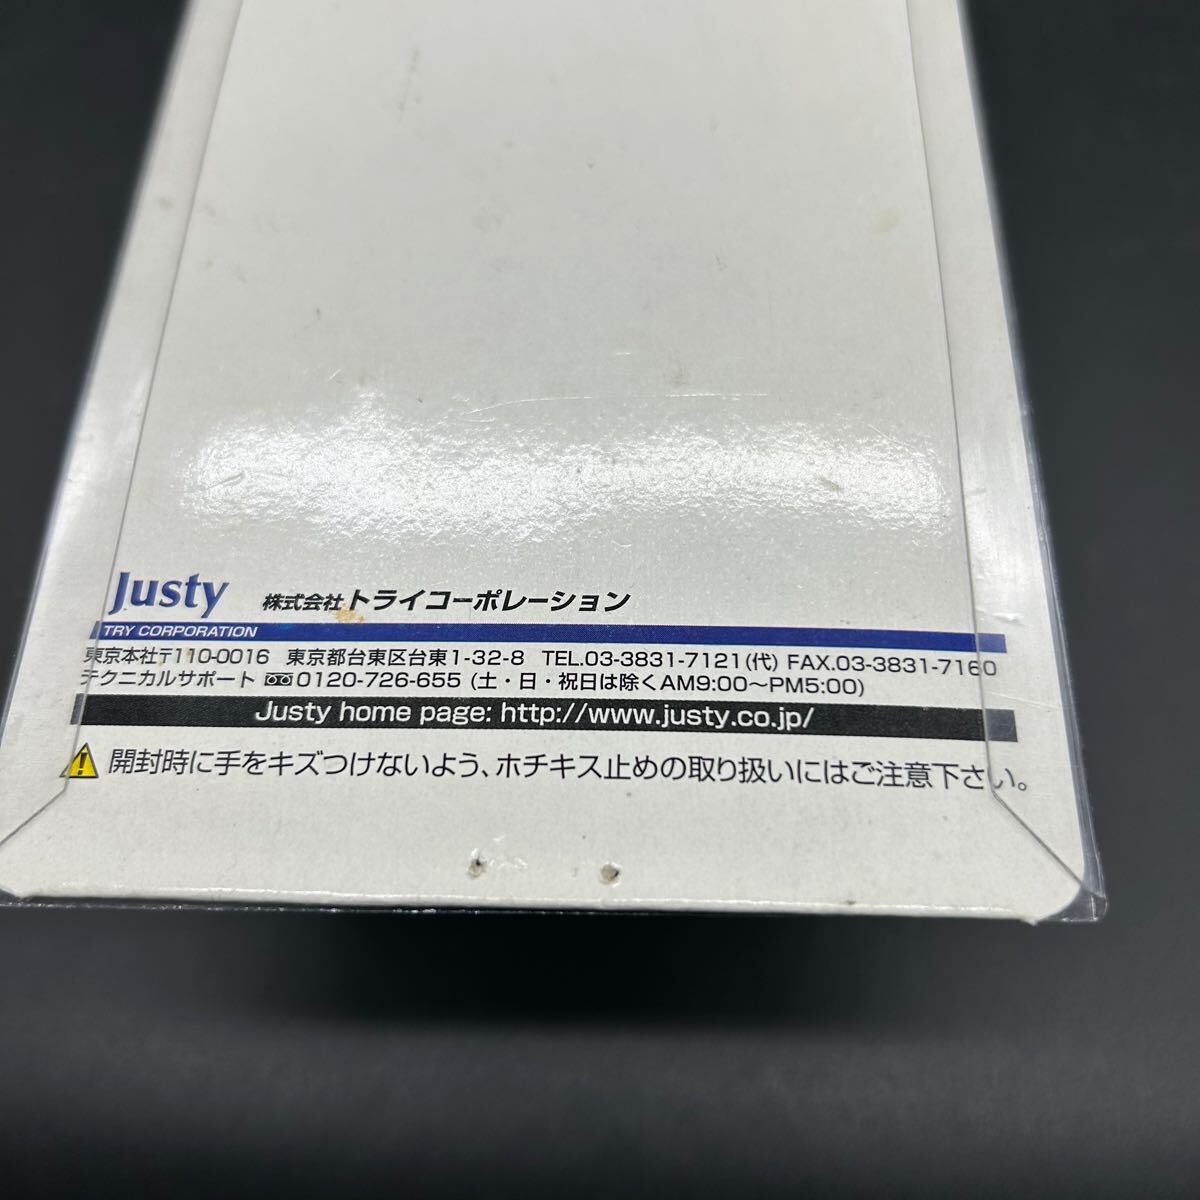 Justy 株式会社トライコーポレーション
TRY CORPORATION
東京本社〒110-0016 東京都台東区台東1-32-8 TEL.03-3831-7121(代) FAX.03-3831-7160
テクニカルサポート 0120-726-655 (土・日・祝日は除くAM9:00〜PM5:00)
Justy home page: http://www.justy.co.jp/
開封時に手をキズつけないよう、ホチキス止めの取り扱いにはご注意下さい。